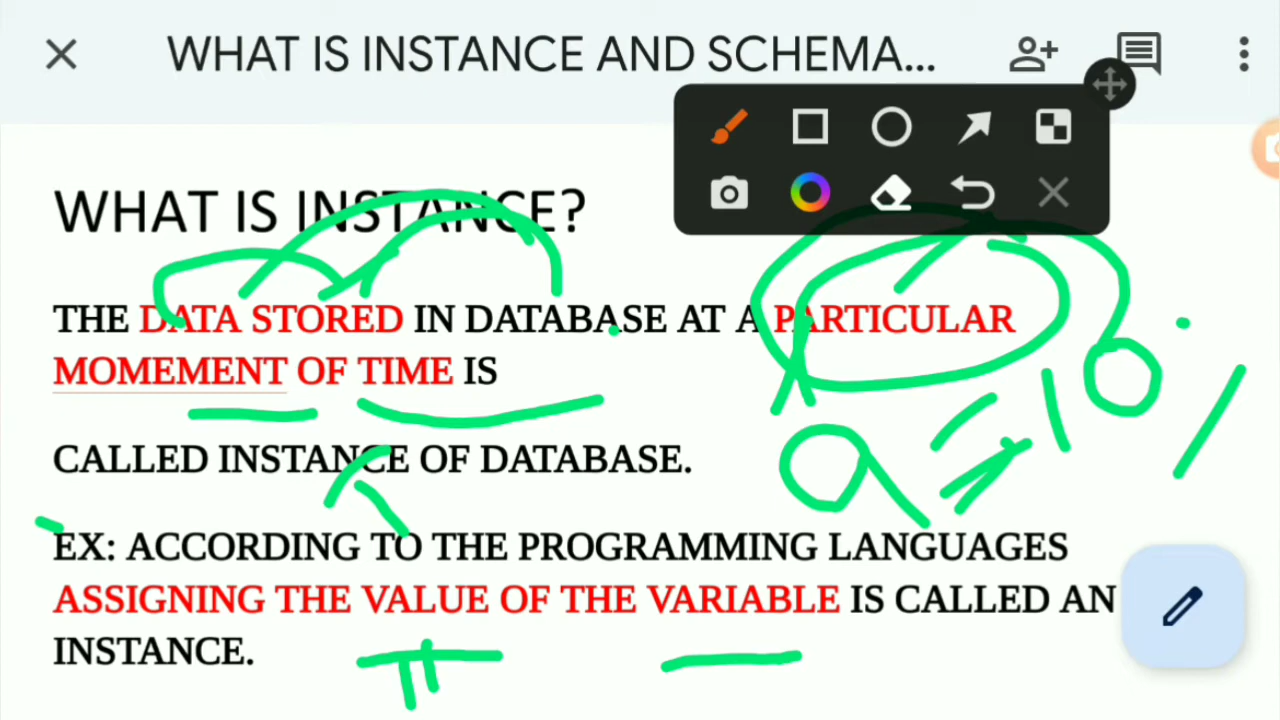 WHAT IS INSTANCE AND SCHEMA...
WHAT IS INSTANCE?
THE DATA STORED IN DATABASE AT A PARTICULAR
MOMEMENT OF TIME IS
CALLED INSTANCE OF DATABASE.
a=10;
EX: ACCORDING TO THE PROGRAMMING LANGUAGES
ASSIGNING THE VALUE OF THE VARIABLE IS CALLED AN
INSTANCE.